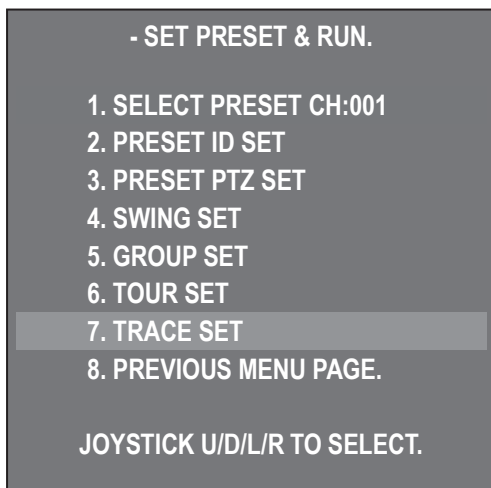 - SET PRESET & RUN.
1. SELECT PRESET CH:001
2. PRESET ID SET
3. PRESET PTZ SET
4. SWING SET
5. GROUP SET
6. TOUR SET
7. TRACE SET
8. PREVIOUS MENU PAGE.
JOYSTICK U/D/L/R TO SELECT.